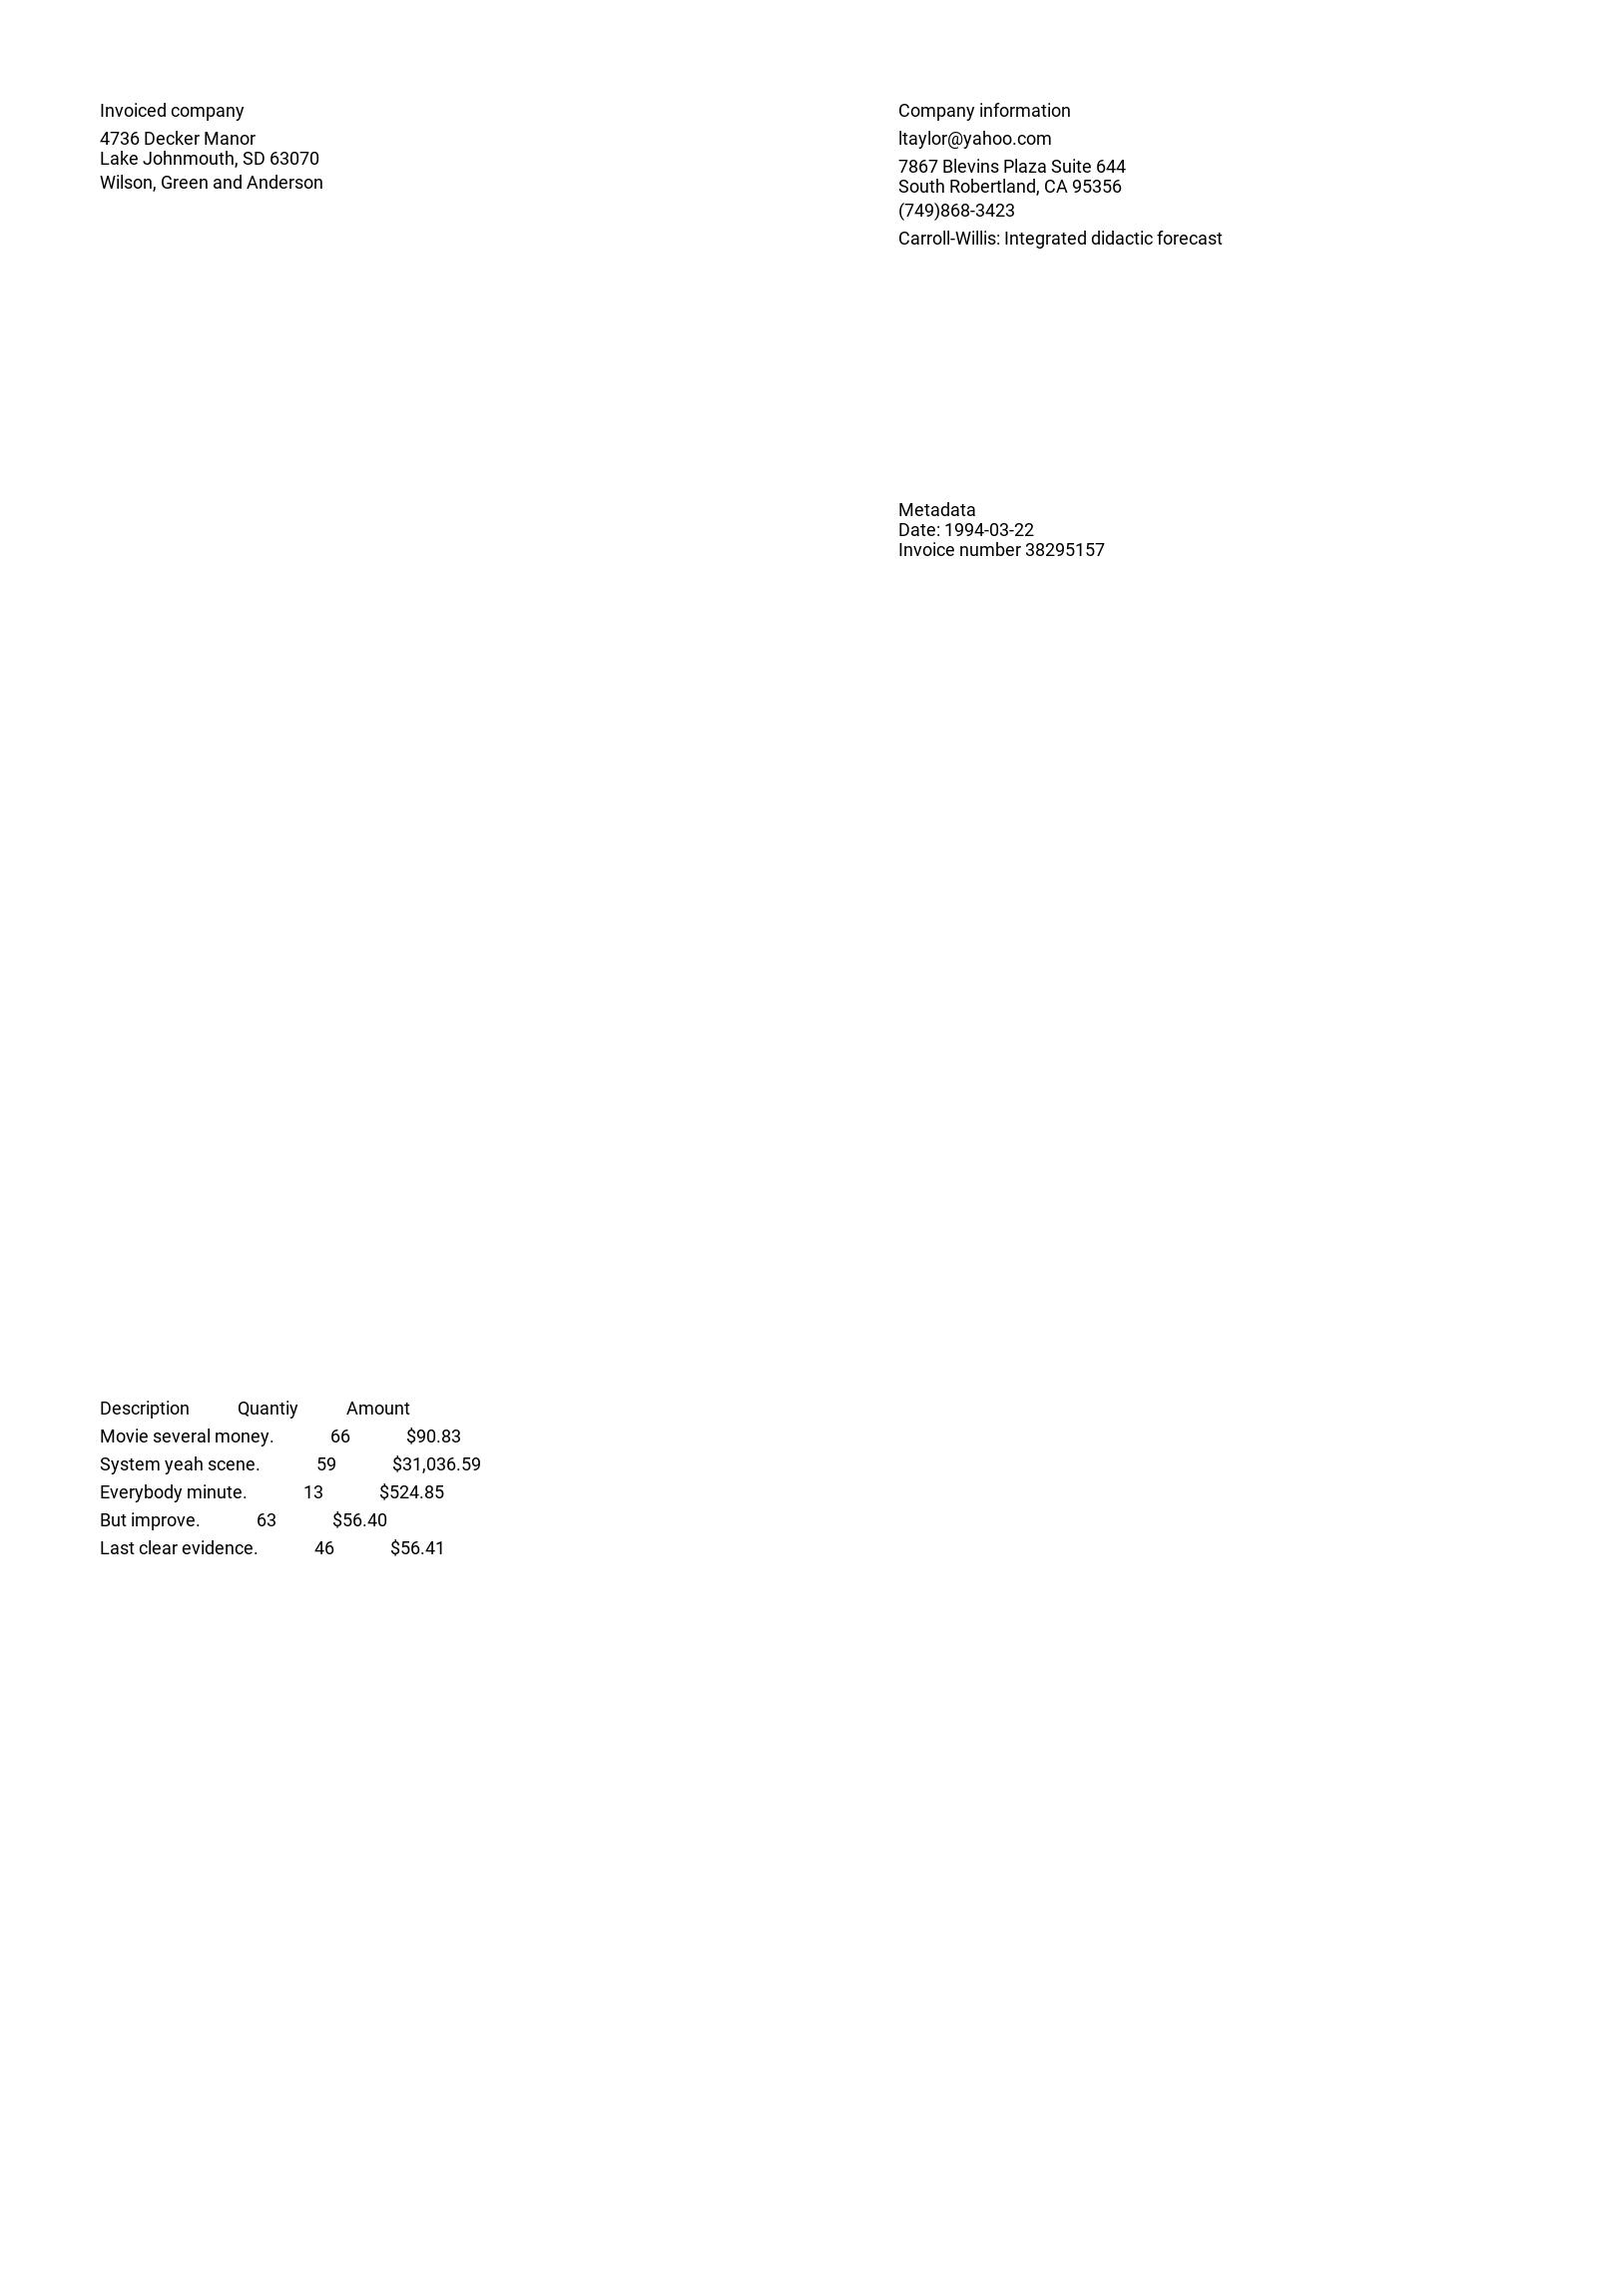 Invoiced company
4736 Decker Manor
Lake Johnmouth, SD 63070
Wilson, Green and Anderson
Company information
ltaylor@yahoo.com
7867 Blevins Plaza Suite 644
South Robertland, CA 95356
(749)868-3423
Carroll-Willis: Integrated didactic forecast
Metadata
Date: 1994-03-22
Invoice number 38295157
Description Quantiy Amount
Movie several money. 66 $90.83
System yeah scene. 59 $31,036.59
Everybody minute. 13 $524.85
But improve. 63 $56.40
Last clear evidence. 46 $56.41